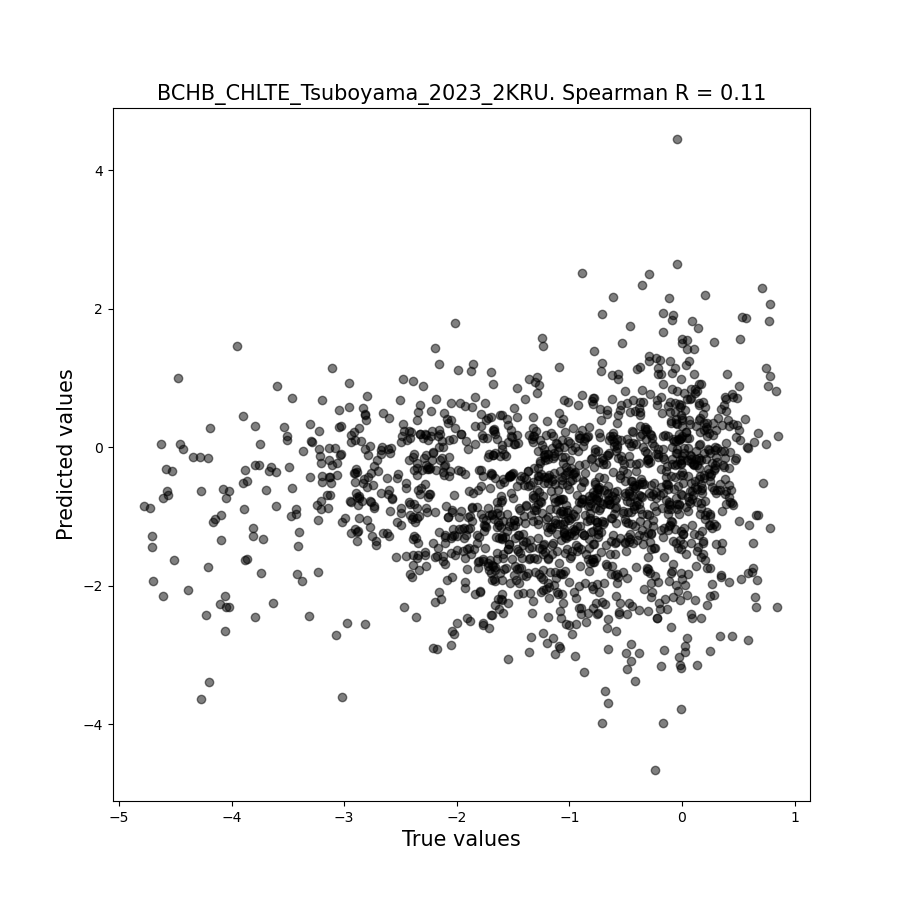 BCHB_CHLTE_Tsuboyama_2023_2KRU. Spearman R = 0.11
4
2
0
−2
−4
Predicted values
−5 −4 −3 −2 −1 0 1
True values